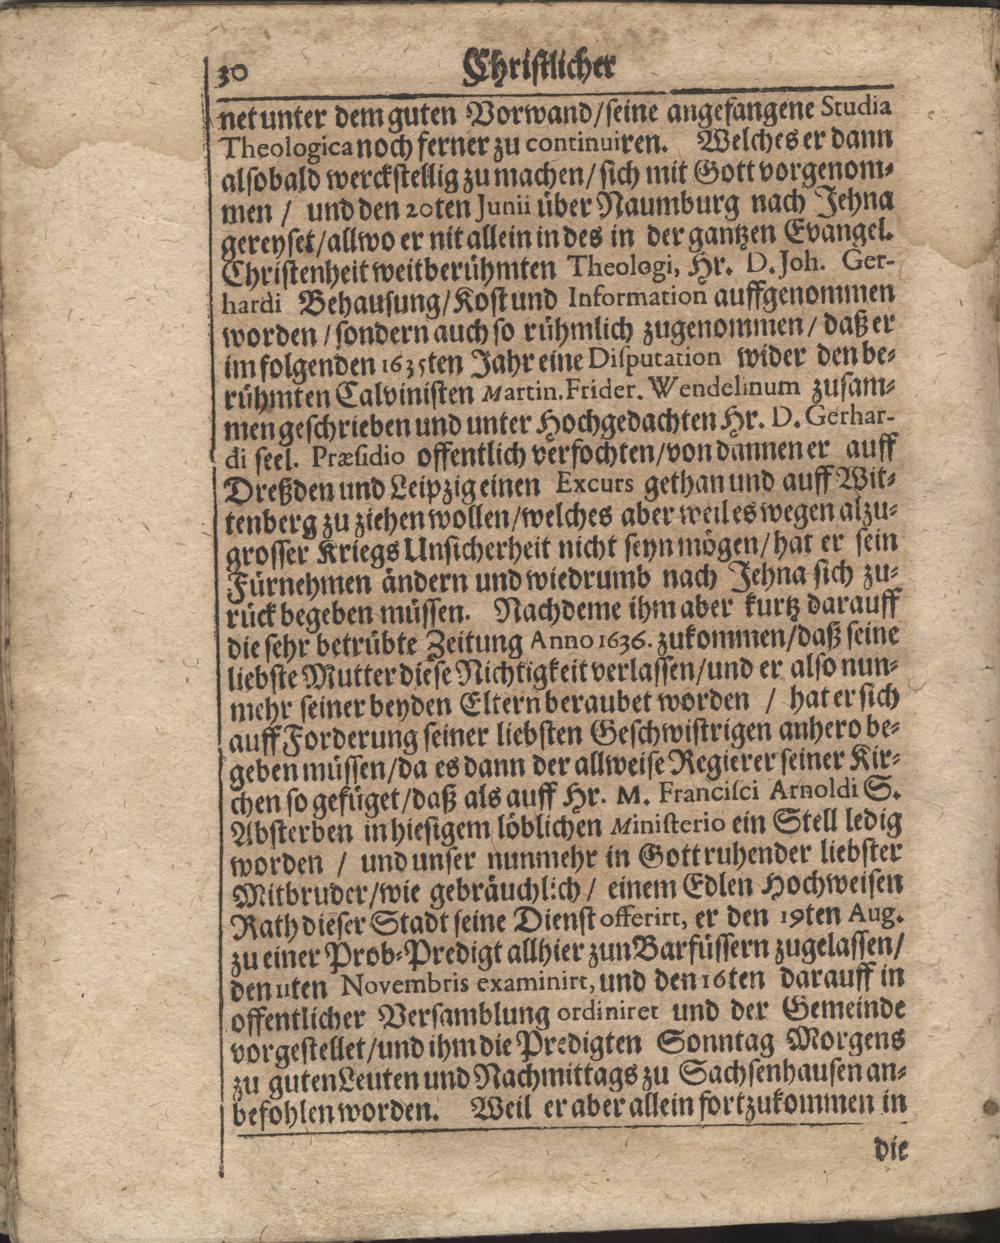 30 Christlicher
net unter dem guten Vorwand/seine angefangene Studia
Theologica noch ferner zu continuiren. Welches er dann
alsobald werckstellig zu machen/sich mit Gott vorgenom-
men / und den 20ten Junii über Naumburg nach Jehna
gereyset/allwo er nit allein in des in der gantzen Evangel.
Christenheit weitberühmten Theologi, Hr. D. Joh. Ger-
hardi Behausung/Kost und Information auffgenommen
worden/sondern auch so rühmlich zugenommen/daß er
im folgenden 1635ten Jahr eine Disputation wider den be-
rühmten Calvinisten Martin. Frider. Wendelinum zusam-
men geschrieben und unter Hochgedachten Hr. D. Gerhar-
di seel. Præsidio offentlich verfochten/von dannen er auff
Dreßden und Leipzig einen Excurs gethan und auff Wit-
tenberg zu ziehen wollen/welches aber weil es wegen alzu-
grosser Kriegs Unsicherheit nicht seyn mögen/hat er sein
Fürnehmen ändern und wiedrumb nach Jehna sich zu-
rück begeben müssen. Nachdeme ihm aber kurtz darauff
die sehr betrübte Zeitung Anno 1636. zukommen/daß seine
liebste Mutter diese Nichtigkeit verlassen/und er also nun-
mehr seiner beyden Eltern beraubet worden / hat er sich
auff Forderung seiner liebsten Geschwistrigen anhero be-
geben müssen/da es dann der allweise Regierer seiner Kir-
chen so gefüget/daß als auff Hr. M. Francisci Arnoldi S.
Absterben in hiesigem löblichen Ministerio ein Stell ledig
worden / und unser nunmehr in Gott ruhender liebster
Mitbruder/wie gebräuchlich / einem Edlen Hochweisen
Rath dieser Stadt seine Dienst offerirt, er den 19ten Aug.
zu einer Prob-Predigt allhier zun Barfüssern zugelassen/
den 11ten Novembris examinirt, und den 16ten darauff in
offentlicher Versamblung ordiniret und der Gemeinde
vorgestellet/und ihm die Predigten Sonntag Morgens
zu guten Leuten und Nachmittags zu Sachsenhausen an-
befohlen worden. Weil er aber allein fortzukommen in
die